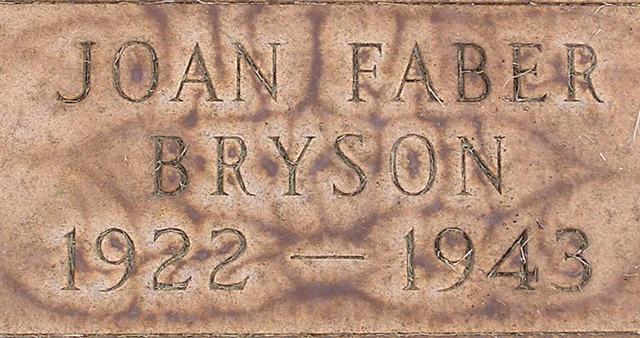 JOAN FABER
BRYSON
1922 — 1943